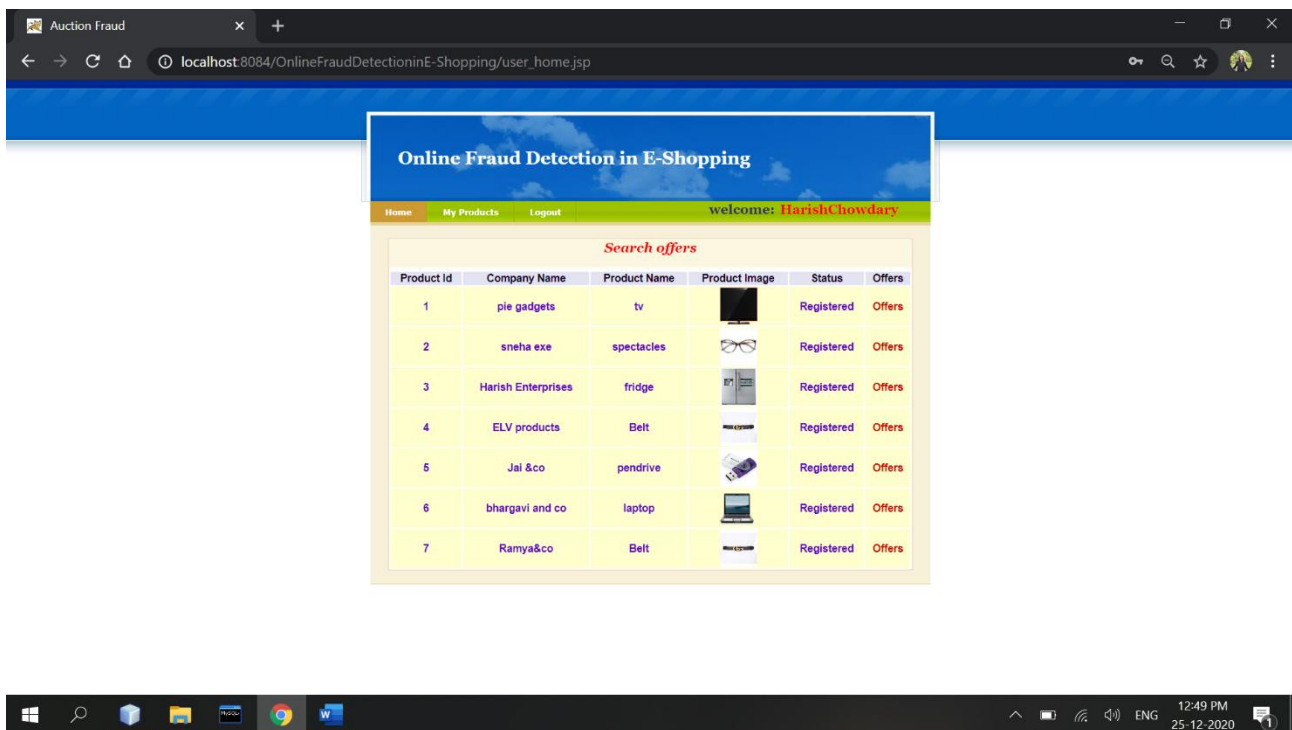 Auction Fraud
localhost:8084/OnlineFraudDetectioninE-Shopping/user_home.jsp
Online Fraud Detection in E-Shopping
Home My Products Logout welcome: HarishChowdary
Search offers
Product Id Company Name Product Name Product Image Status Offers
1 pie gadgets tv Registered Offers
2 sneha exe spectacles Registered Offers
3 Harish Enterprises fridge Registered Offers
4 ELV products Belt Registered Offers
5 Jai &co pendrive Registered Offers
6 bhargavi and co laptop Registered Offers
7 Ramya&co Belt Registered Offers
MySQL W ENG 12:49 PM
25-12-2020 1